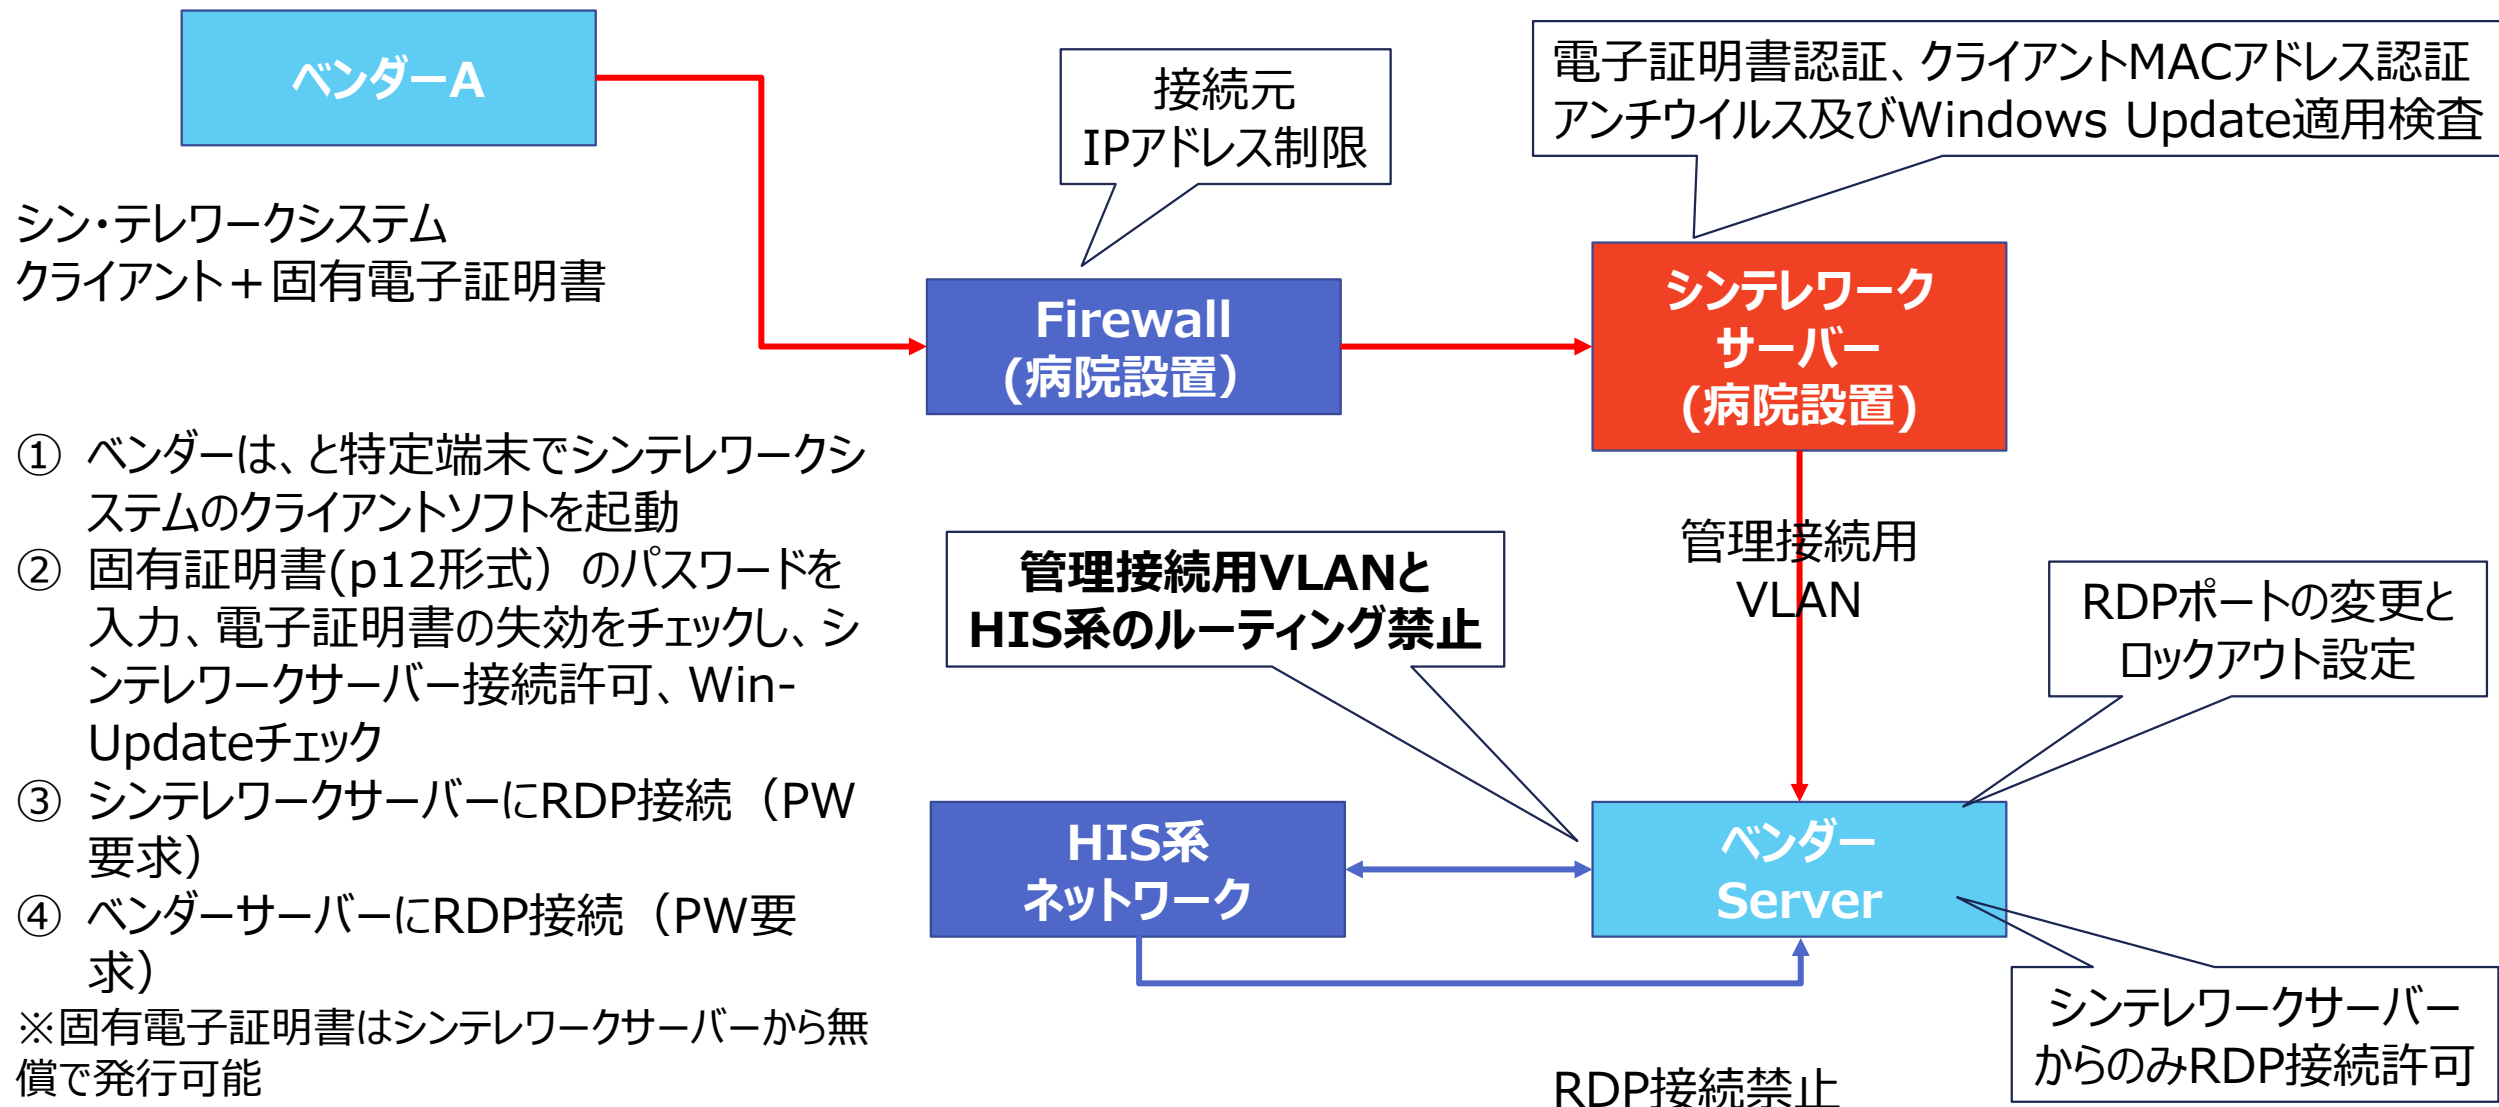 ベンダーA
接続元
IPアドレス制限
電子証明書認証、クライアントMACアドレス認証
アンチウイルス及びWindows Update適用検査
シン・テレワークシステム
クライアント+固有電子証明書
Firewall
(病院設置）
シンテレワーク
サーバー
(病院設置)
① ベンダーは、と特定端末でシンテレワークシ
ステムのクライアントソフトを起動
② 固有証明書(p12形式）のパスワードを
入力、電子証明書の失効をチェックし、シ
ンテレワークサーバー接続許可、Win-
Updateチェック
③ シンテレワークサーバーにRDP接続（PW
要求）
④ ベンダーサーバーにRDP接続（PW要
求）
※固有電子証明書はシンテレワークサーバーから無
償で発行可能
管理接続用VLANと
HIS系のルーティング禁止
管理接続用
VLAN
RDPポートの変更と
ロックアウト設定
HIS系
ネットワーク
ベンダー
Server
シンテレワークサーバー
からのみRDP接続許可
RDP接続禁止